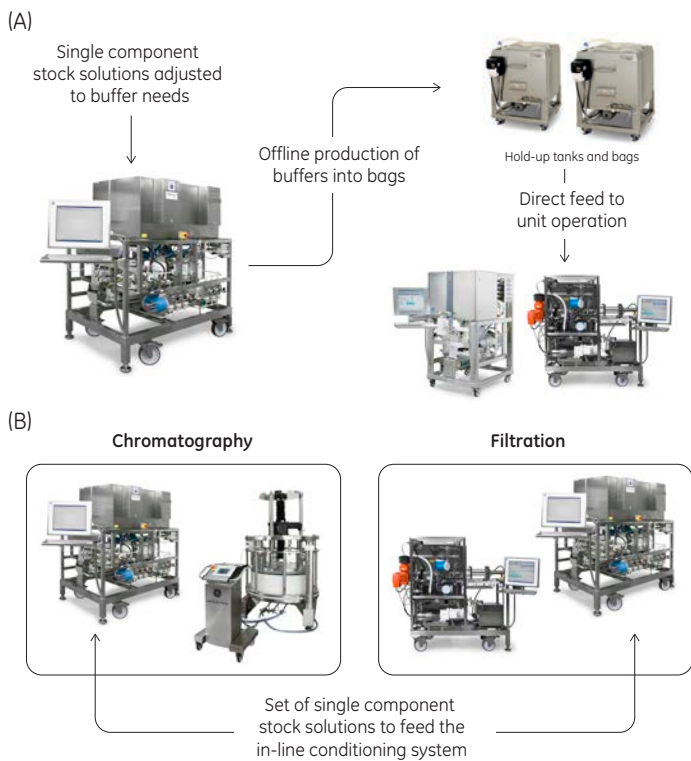 (A)
Single component
stock solutions adjusted
to buffer needs
Offline production of
buffers into bags
Hold-up tanks and bags
Direct feed to
unit operation
(B)
Chromatography
Filtration
Set of single component
stock solutions to feed the
in-line conditioning system